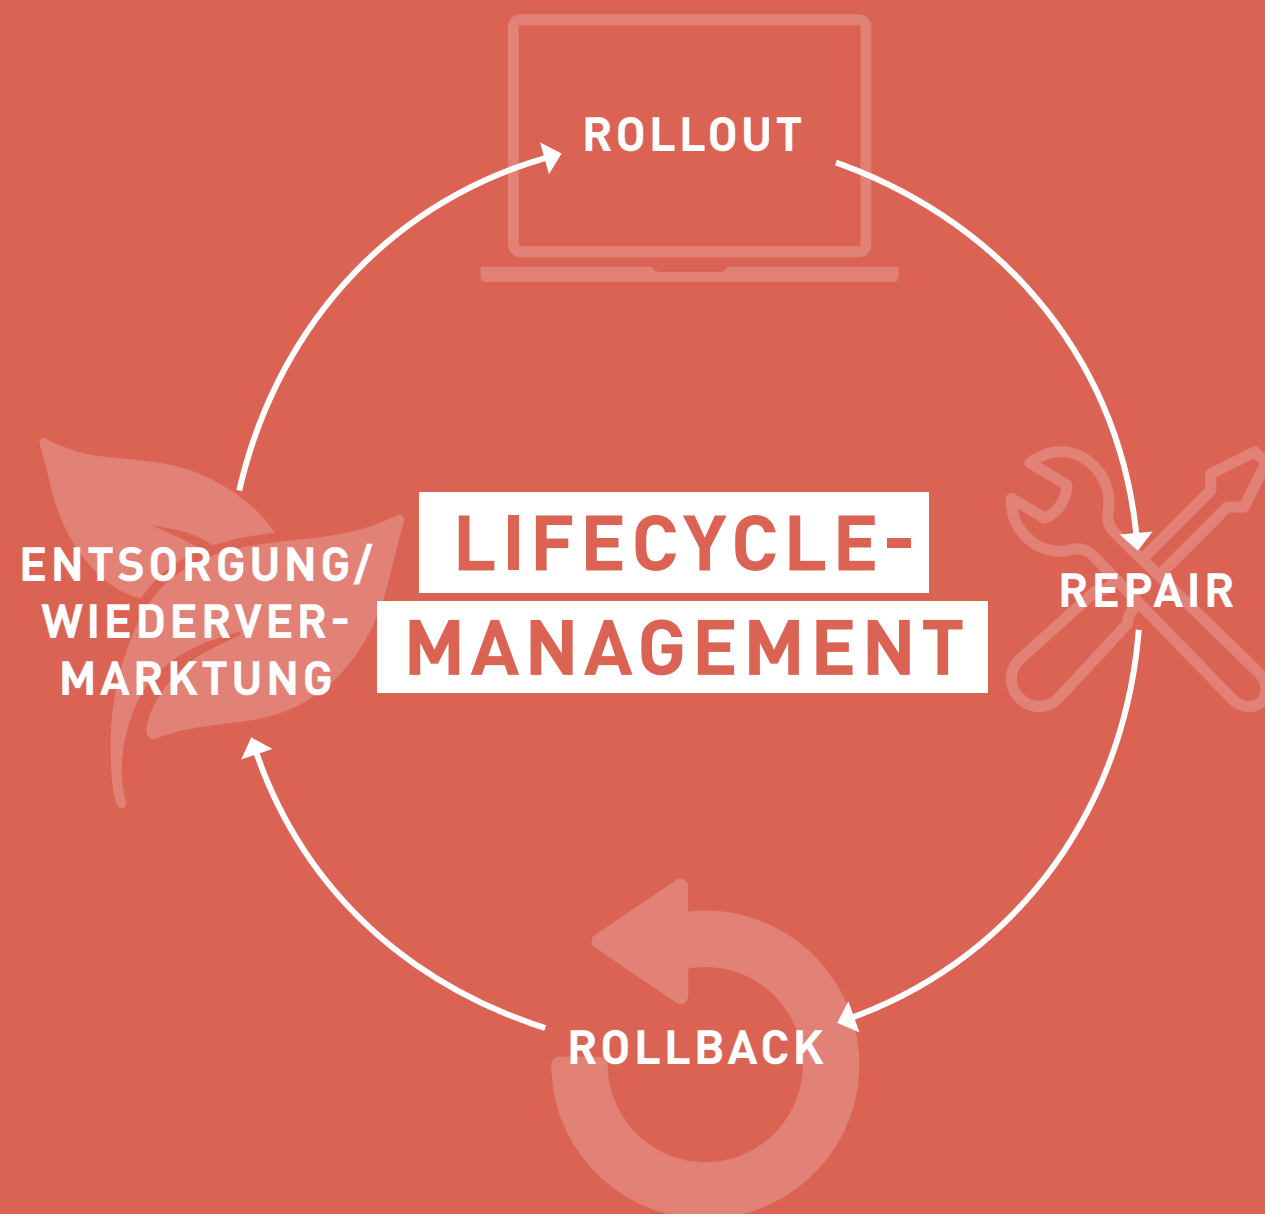 ROLLOUT
LIFECYCLE-
MANAGEMENT
ENTSORGUNG/
WIEDERVER-
MARKTUNG
REPAIR
ROLLBACK